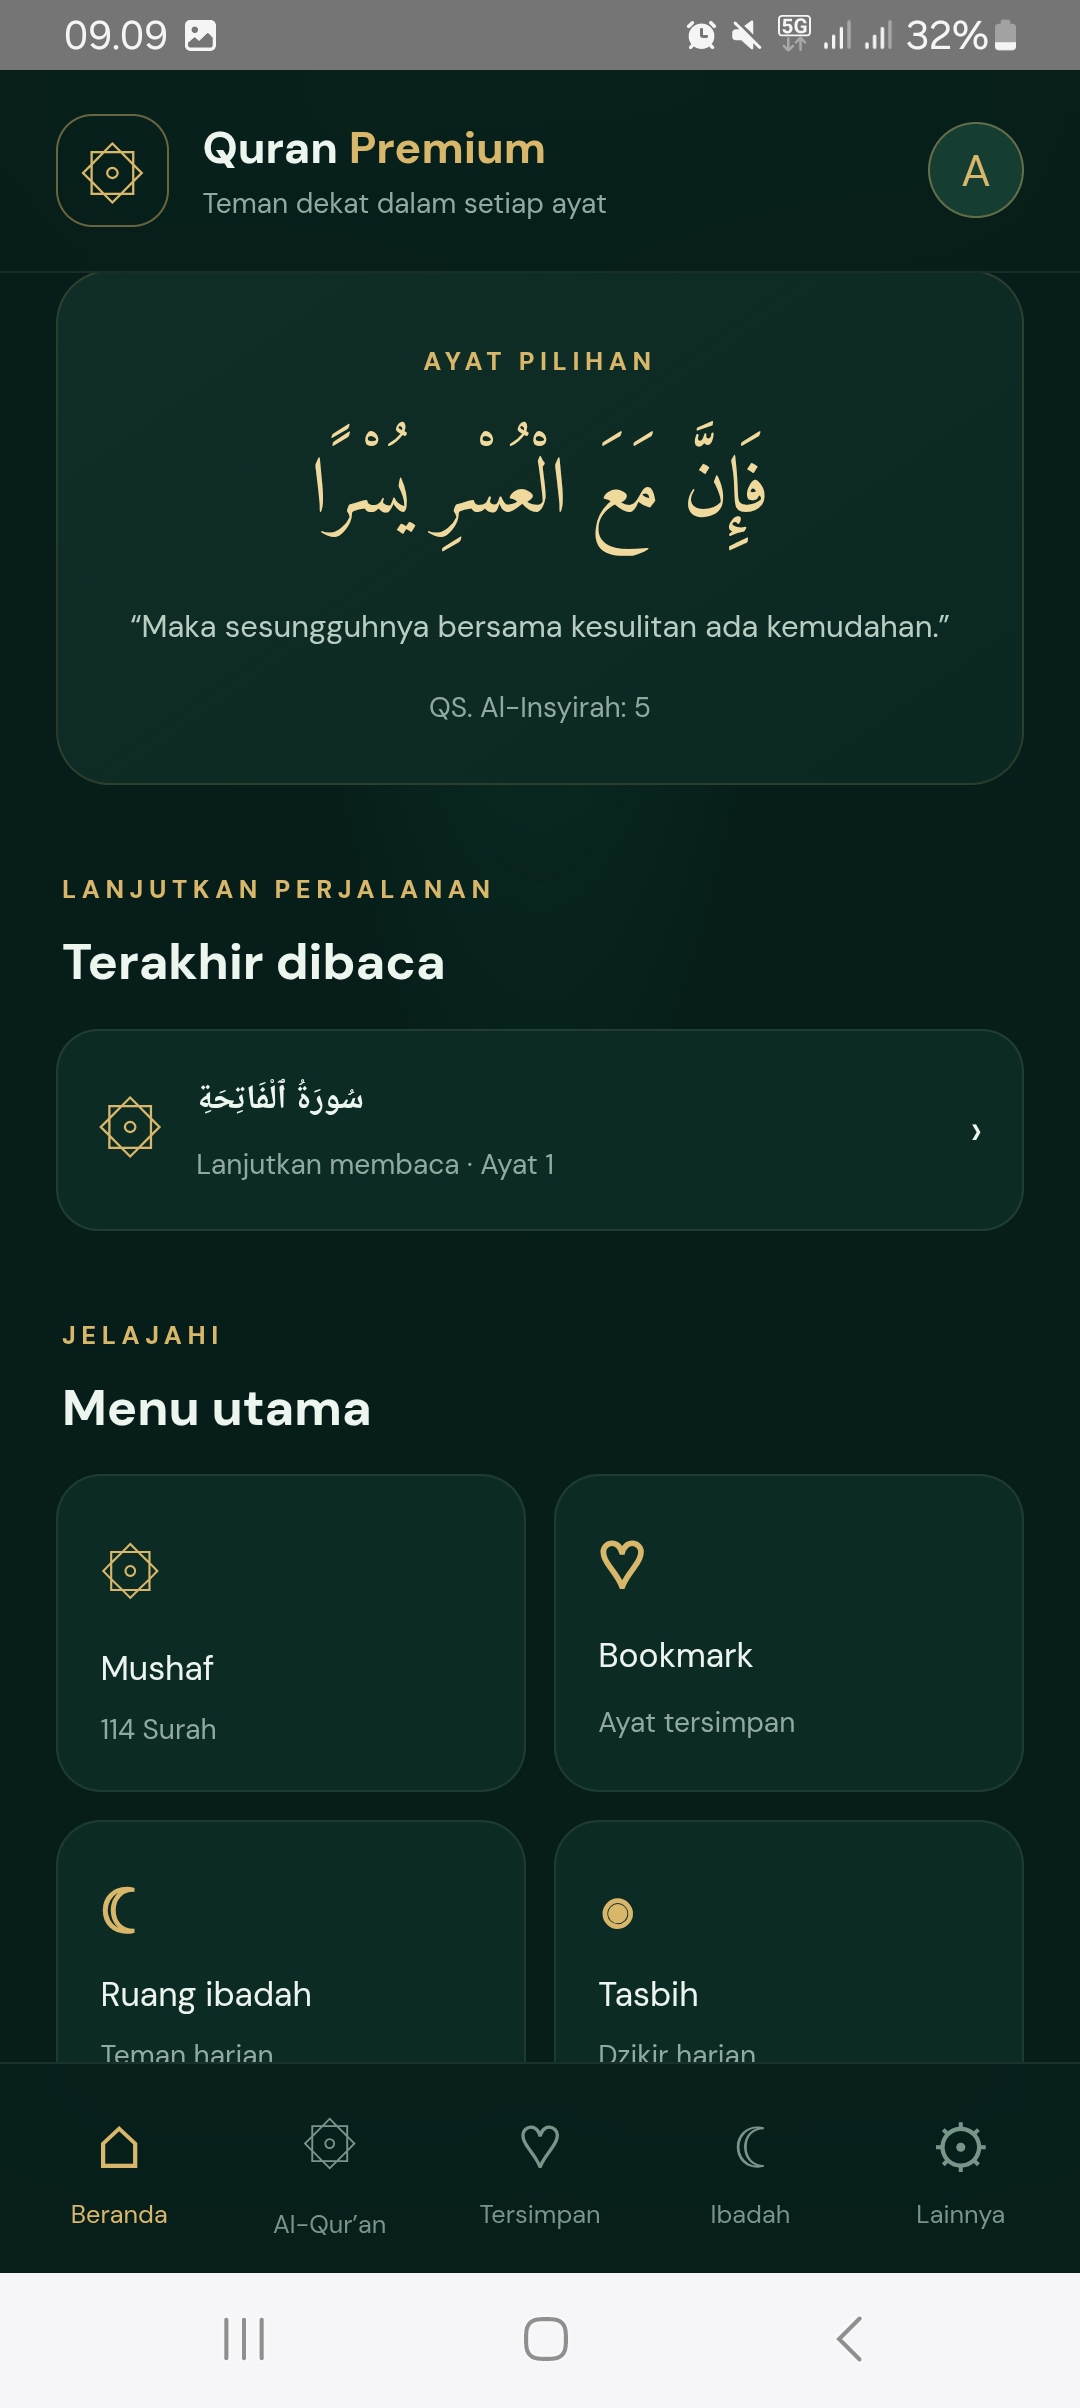 09.09
5G
32%
Quran Premium
Teman dekat dalam setiap ayat
A
AYAT PILIHAN
فَإِنَّ مَعَ الْعُسْرِ يُسْرًا
“Maka sesungguhnya bersama kesulitan ada kemudahan.”
QS. Al-Insyirah: 5
LANJUTKAN PERJALANAN
Terakhir dibaca
سُورَةُ ٱلْفَاتِحَةِ
Lanjutkan membaca · Ayat 1
JELAJAHI
Menu utama
Mushaf
114 Surah
Bookmark
Ayat tersimpan
Ruang ibadah
Teman harian
Tasbih
Dzikir harian
Beranda
Al-Qur’an
Tersimpan
Ibadah
Lainnya